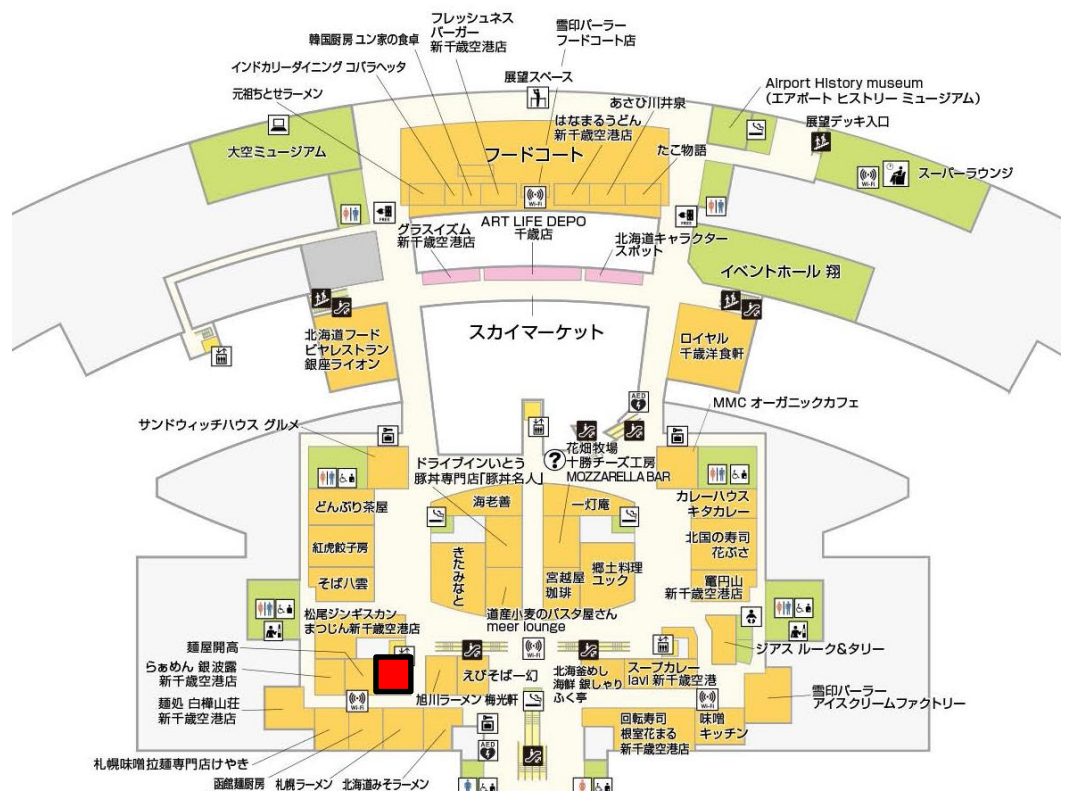 フレッシュネス
バーガー
新千歳空港店
雪印パーラー
フードコート店
韓国厨房 ユン家の食卓
インドカリーダイニング コバラヘッタ
元祖ちとせラーメン
展望スペース
あさひ川井泉
はなまるうどん
新千歳空港店
たこ物語
Airport History museum
(エアポート ヒストリー ミュージアム)
展望デッキ入口
大空ミュージアム
フードコート
スーパーラウンジ
Wi-Fi
Wi-Fi
FREE
FREE
ART LIFE DEPO
千歳店
グラスイズム
新千歳空港店
北海道キャラクター
スポット
イベントホール 翔
スカイマーケット
北海道フード
ビヤレストラン
銀座ライオン
ロイヤル
千歳洋食軒
AED
MMC オーガニックカフェ
サンドウィッチハウス グルメ
ドライブインいとう
豚丼専門店「豚丼名人」
?
花畑牧場
十勝チーズ工房
MOZZARELLA BAR
どんぶり茶屋
海老善
一灯庵
カレーハウス
キタカレー
紅虎餃子房
きたみなと
北国の寿司
花ぶさ
そば八雲
宮越屋
珈琲
郷土料理
ユック
竈円山
新千歳空港店
松尾ジンギスカン
まつじん新千歳空港店
道産小麦のパスタ屋さん
meer lounge
麺屋開高
Wi-Fi
ジアス ルーク&タリー
らぁめん 銀波露
新千歳空港店
えびそば一幻
北海釜めし
海鮮 銀しゃり
ふく亭
スープカレー
lavi 新千歳空港
旭川ラーメン 梅光軒
雪印パーラー
アイスクリームファクトリー
麺処 白樺山荘
新千歳空港店
Wi-Fi
Wi-Fi
回転寿司
根室花まる
新千歳空港店
味噌
キッチン
AED
札幌味噌拉麺専門店けやき
函館麺厨房
札幌ラーメン
北海道みそラーメン